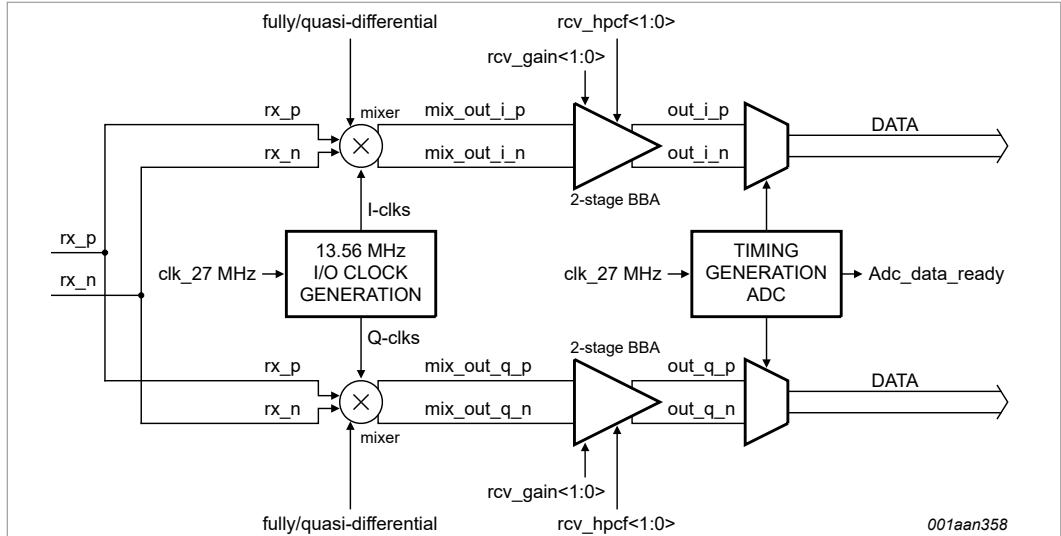 fully/quasi-differential
rcv_hpcf<1:0>
rcv_gain<1:0>
rx_p
mixer
mix_out_i_p
out_i_p
DATA
rx_n
mix_out_i_n
out_i_n
2-stage BBA
I-clks
rx_p
rx_n
clk_27 MHz
13.56 MHz
I/O CLOCK
GENERATION
clk_27 MHz
TIMING
GENERATION
ADC
Adc_data_ready
Q-clks
2-stage BBA
rx_p
mix_out_q_p
out_q_p
DATA
rx_n
mixer
mix_out_q_n
out_q_n
rcv_gain<1:0>
fully/quasi-differential
rcv_hpcf<1:0>
001aan358